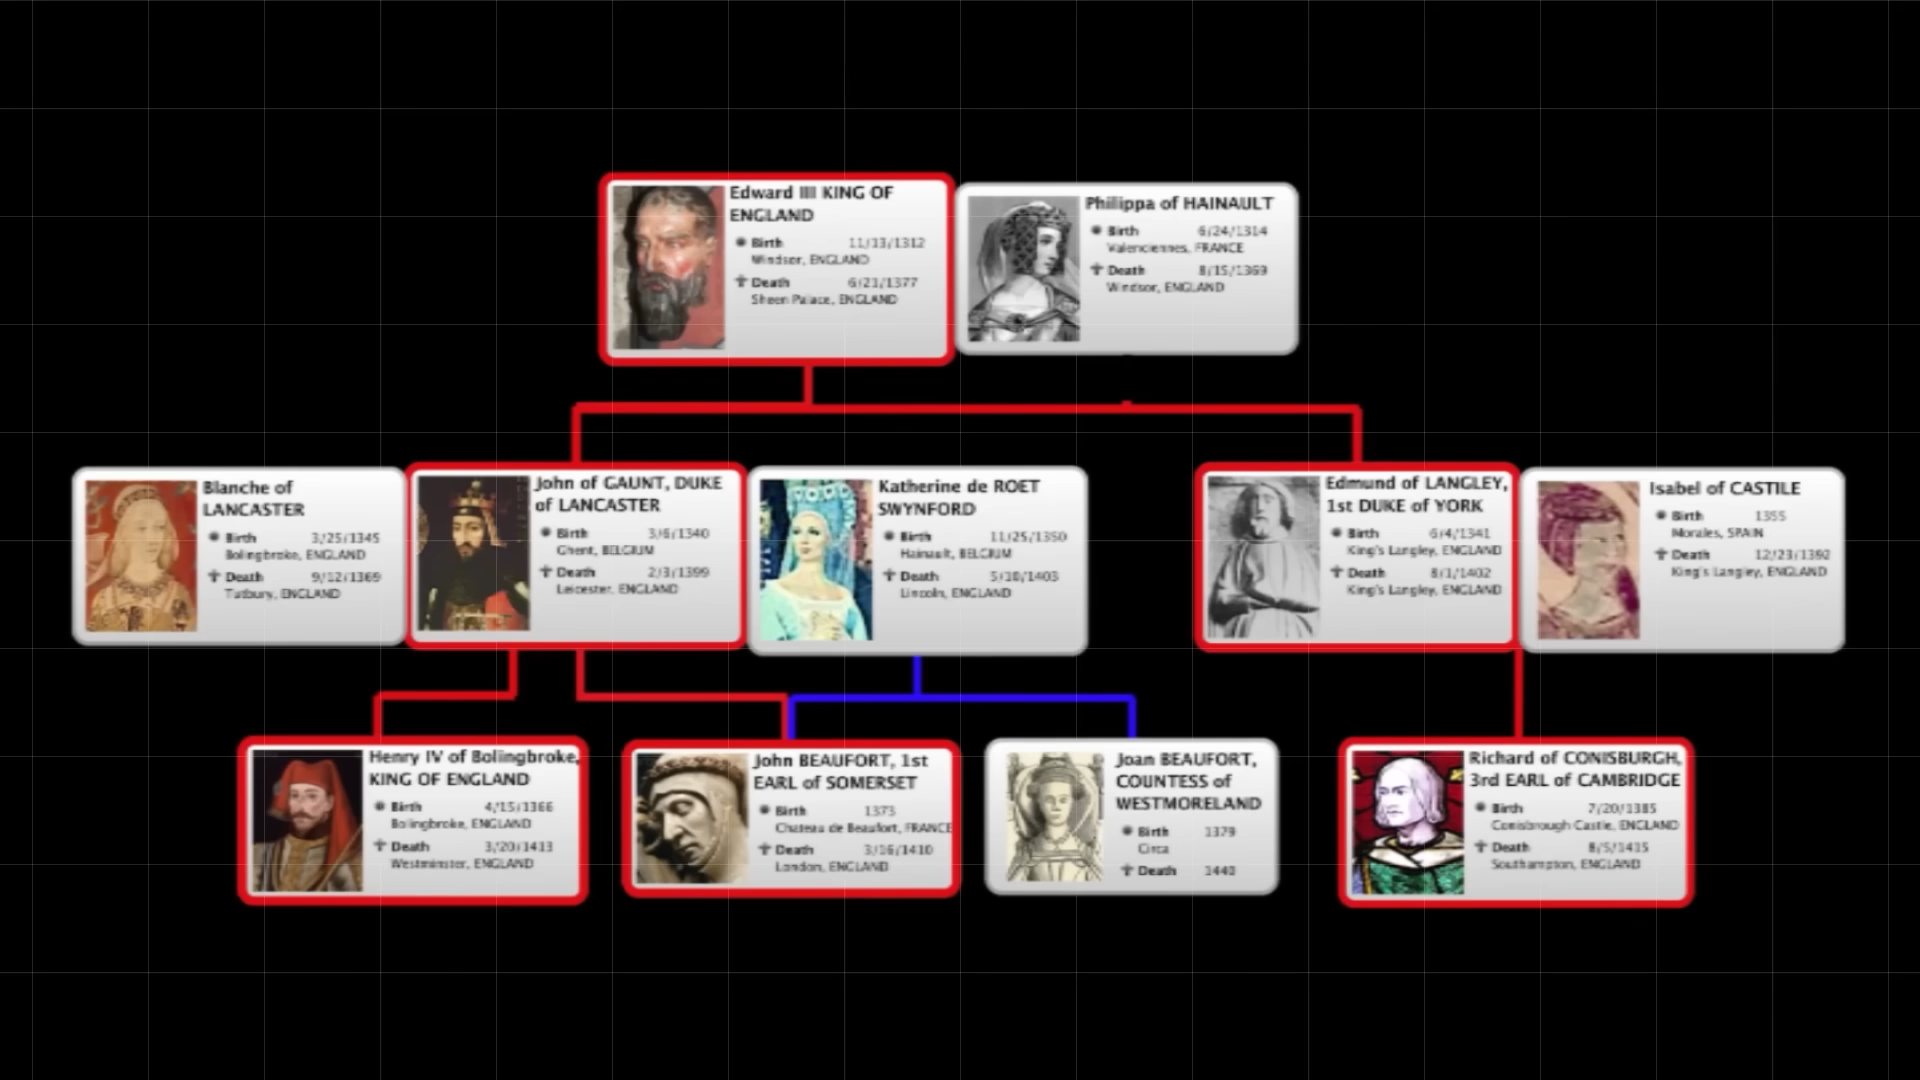 Edward III KING OF
ENGLAND
Birth 11/13/1312
Windsor, ENGLAND
Death 6/21/1377
Sheen Palace, ENGLAND
Philippa of HAINAULT
Birth 6/24/1314
Valenciennes, FRANCE
Death 8/15/1369
Windsor, ENGLAND
Blanche of
LANCASTER
Birth 3/25/1345
Bolingbroke, ENGLAND
Death 9/12/1369
Tutbury, ENGLAND
John of GAUNT, DUKE
of LANCASTER
Birth 3/6/1340
Ghent, BELGIUM
Death 2/3/1399
Leicester, ENGLAND
Katherine de ROET
SWYNFORD
Birth 11/25/1350
Hainault, BELGIUM
Death 5/10/1403
Lincoln, ENGLAND
Edmund of LANGLEY,
1st DUKE of YORK
Birth 6/4/1341
King's Langley, ENGLAND
Death 8/1/1402
King's Langley, ENGLAND
Isabel of CASTILE
Birth 1355
Morales, SPAIN
Death 12/23/1392
King's Langley, ENGLAND
Henry IV of Bolingbroke,
KING OF ENGLAND
Birth 4/15/1366
Bolingbroke, ENGLAND
Death 3/20/1413
Westminster, ENGLAND
John BEAUFORT, 1st
EARL of SOMERSET
Birth 1373
Chateau de Beaufort, FRANCE
Death 3/16/1410
London, ENGLAND
Joan BEAUFORT,
COUNTESS of
WESTMORELAND
Birth 1379
Circa
Death 1440
Richard of CONISBURGH,
3rd EARL of CAMBRIDGE
Birth 7/20/1385
Conisbrough Castle, ENGLAND
Death 8/5/1415
Southampton, ENGLAND